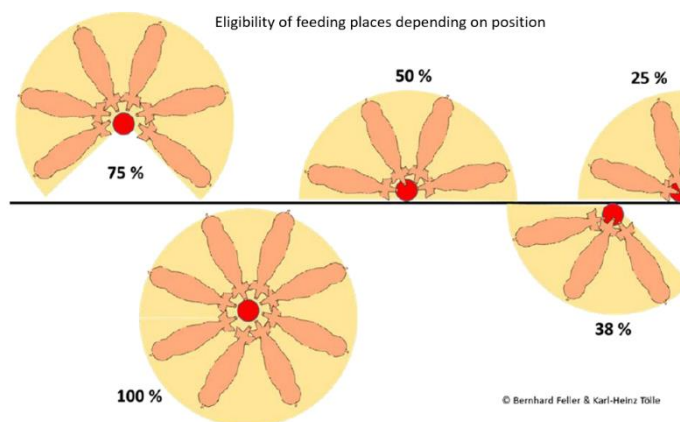 Eligibility of feeding places depending on position
50 %
25 %
75 %
38 %
100 %
© Bernhard Feller & Karl-Heinz Tölle